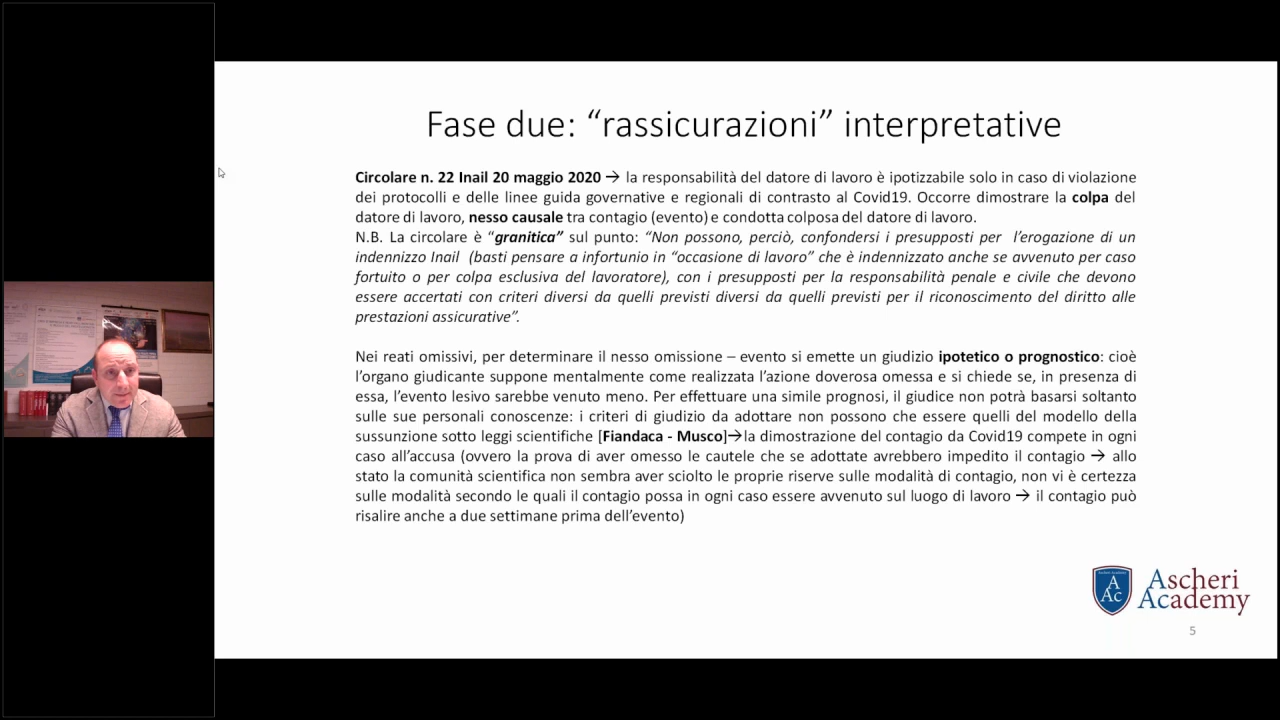 Fase due: “rassicurazioni” interpretative
Circolare n. 22 Inail 20 maggio 2020 → la responsabilità del datore di lavoro è ipotizzabile solo in caso di violazione
dei protocolli e delle linee guida governative e regionali di contrasto al Covid19. Occorre dimostrare la colpa del
datore di lavoro, nesso causale tra contagio (evento) e condotta colposa del datore di lavoro.
N.B. La circolare è “granitica” sul punto: “Non possono, perciò, confondersi i presupposti per l’erogazione di un
indennizzo Inail (basti pensare a infortunio in “occasione di lavoro” che è indennizzato anche se avvenuto per caso
fortuito o per colpa esclusiva del lavoratore), con i presupposti per la responsabilità penale e civile che devono
essere accertati con criteri diversi da quelli previsti diversi da quelli previsti per il riconoscimento del diritto alle
prestazioni assicurative”.
Nei reati omissivi, per determinare il nesso omissione – evento si emette un giudizio ipotetico o prognostico: cioè
l’organo giudicante suppone mentalmente come realizzata l’azione doverosa omessa e si chiede se, in presenza di
essa, l’evento lesivo sarebbe venuto meno. Per effettuare una simile prognosi, il giudice non potrà basarsi soltanto
sulle sue personali conoscenze: i criteri di giudizio da adottare non possono che essere quelli del modello della
sussunzione sotto leggi scientifiche [Fiandaca - Musco]→la dimostrazione del contagio da Covid19 compete in ogni
caso all’accusa (ovvero la prova di aver omesso le cautele che se adottate avrebbero impedito il contagio → allo
stato la comunità scientifica non sembra aver sciolto le proprie riserve sulle modalità di contagio, non vi è certezza
sulle modalità secondo le quali il contagio possa in ogni caso essere avvenuto sul luogo di lavoro → il contagio può
risalire anche a due settimane prima dell’evento)
Ascheri Academy
A
Ac
Ascheri
Academy
5